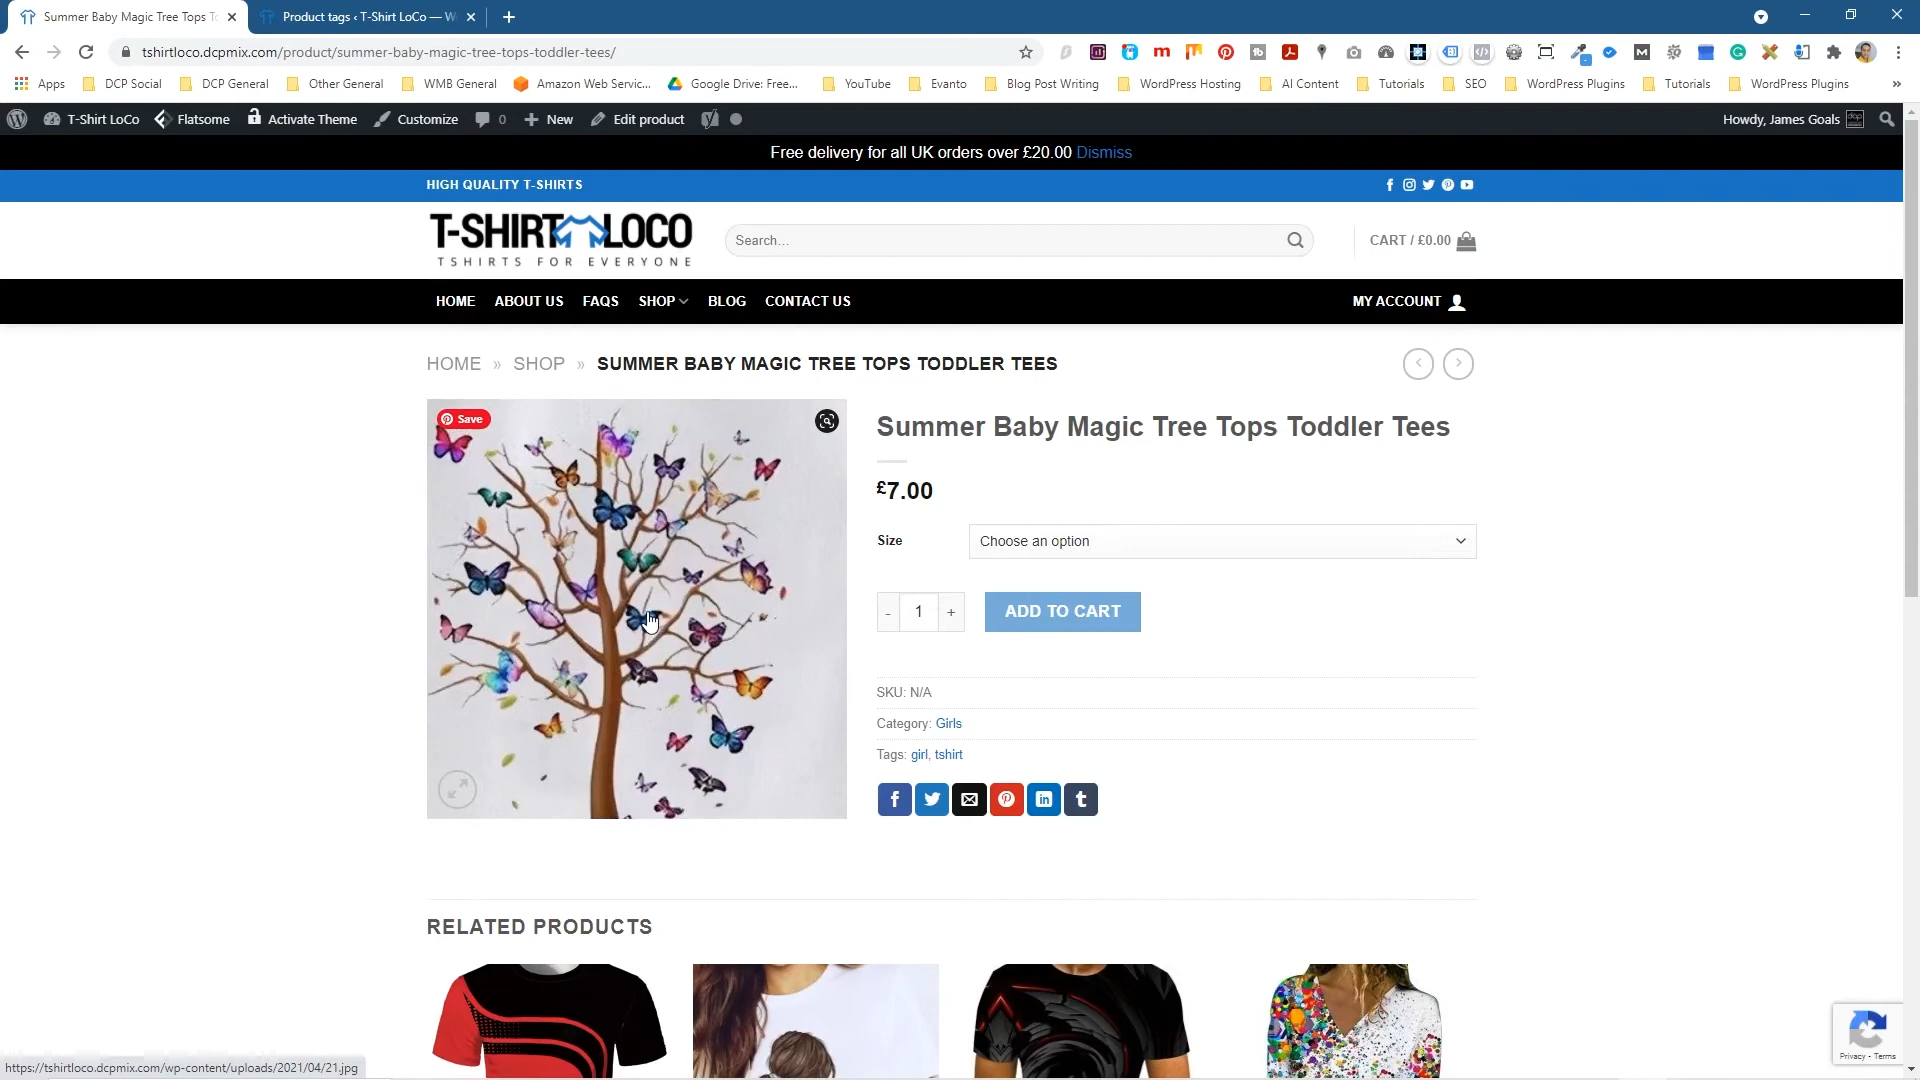 Summer Baby Magic Tree Tops To
Product tags ‹ T-Shirt LoCo — W
tshirtloco.dcpmix.com/product/summer-baby-magic-tree-tops-toddler-tees/
Apps
DCP Social
DCP General
Other General
WMB General
Amazon Web Servic...
Google Drive: Free...
YouTube
Evanto
Blog Post Writing
WordPress Hosting
AI Content
Tutorials
SEO
WordPress Plugins
Tutorials
WordPress Plugins
»
T-Shirt LoCo
Flatsome
Activate Theme
Customize
0
New
Edit product
Howdy, James Goals
Free delivery for all UK orders over £20.00 Dismiss
HIGH QUALITY T-SHIRTS
T-SHIRT LOCO
TSHIRTS FOR EVERYONE
Search...
CART / £0.00
HOME
ABOUT US
FAQS
SHOP
BLOG
CONTACT US
MY ACCOUNT
HOME » SHOP » SUMMER BABY MAGIC TREE TOPS TODDLER TEES
Save
Summer Baby Magic Tree Tops Toddler Tees
£7.00
Size
Choose an option
- 1 +
ADD TO CART
SKU: N/A
Category: Girls
Tags: girl, tshirt
RELATED PRODUCTS
Privacy - Terms
https://tshirtloco.dcpmix.com/wp-content/uploads/2021/04/21.jpg